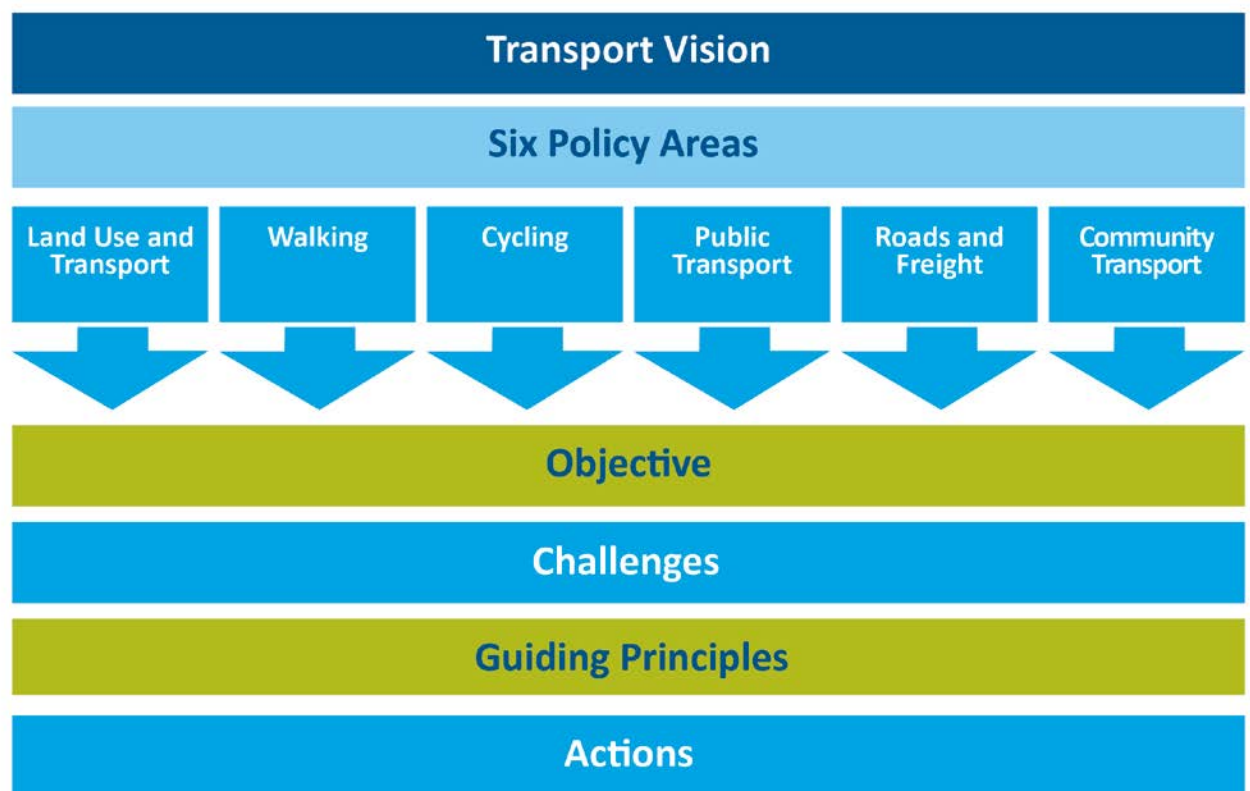 Transport Vision
Six Policy Areas
Land Use and
Transport
Walking
Cycling
Public
Transport
Roads and
Freight
Community
Transport
Objective
Challenges
Guiding Principles
Actions